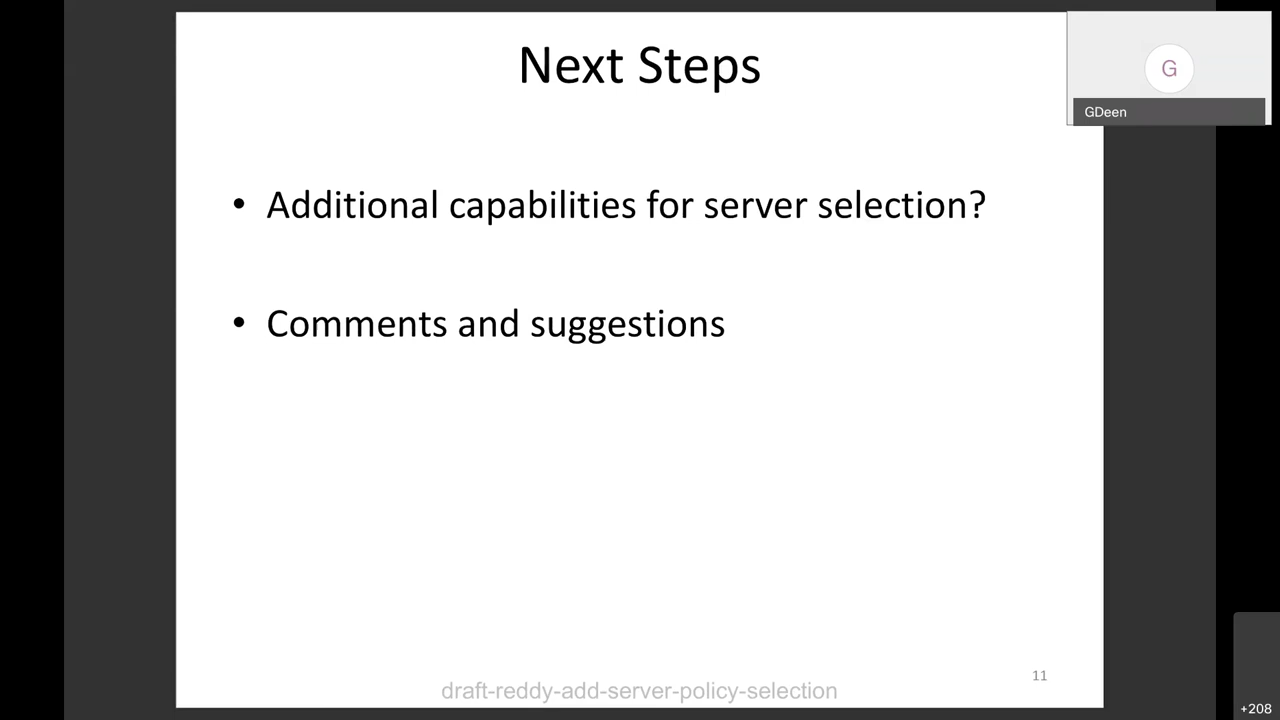 Next Steps
G
GDeen
• Additional capabilities for server selection?
• Comments and suggestions
11
draft-reddy-add-server-policy-selection
+208